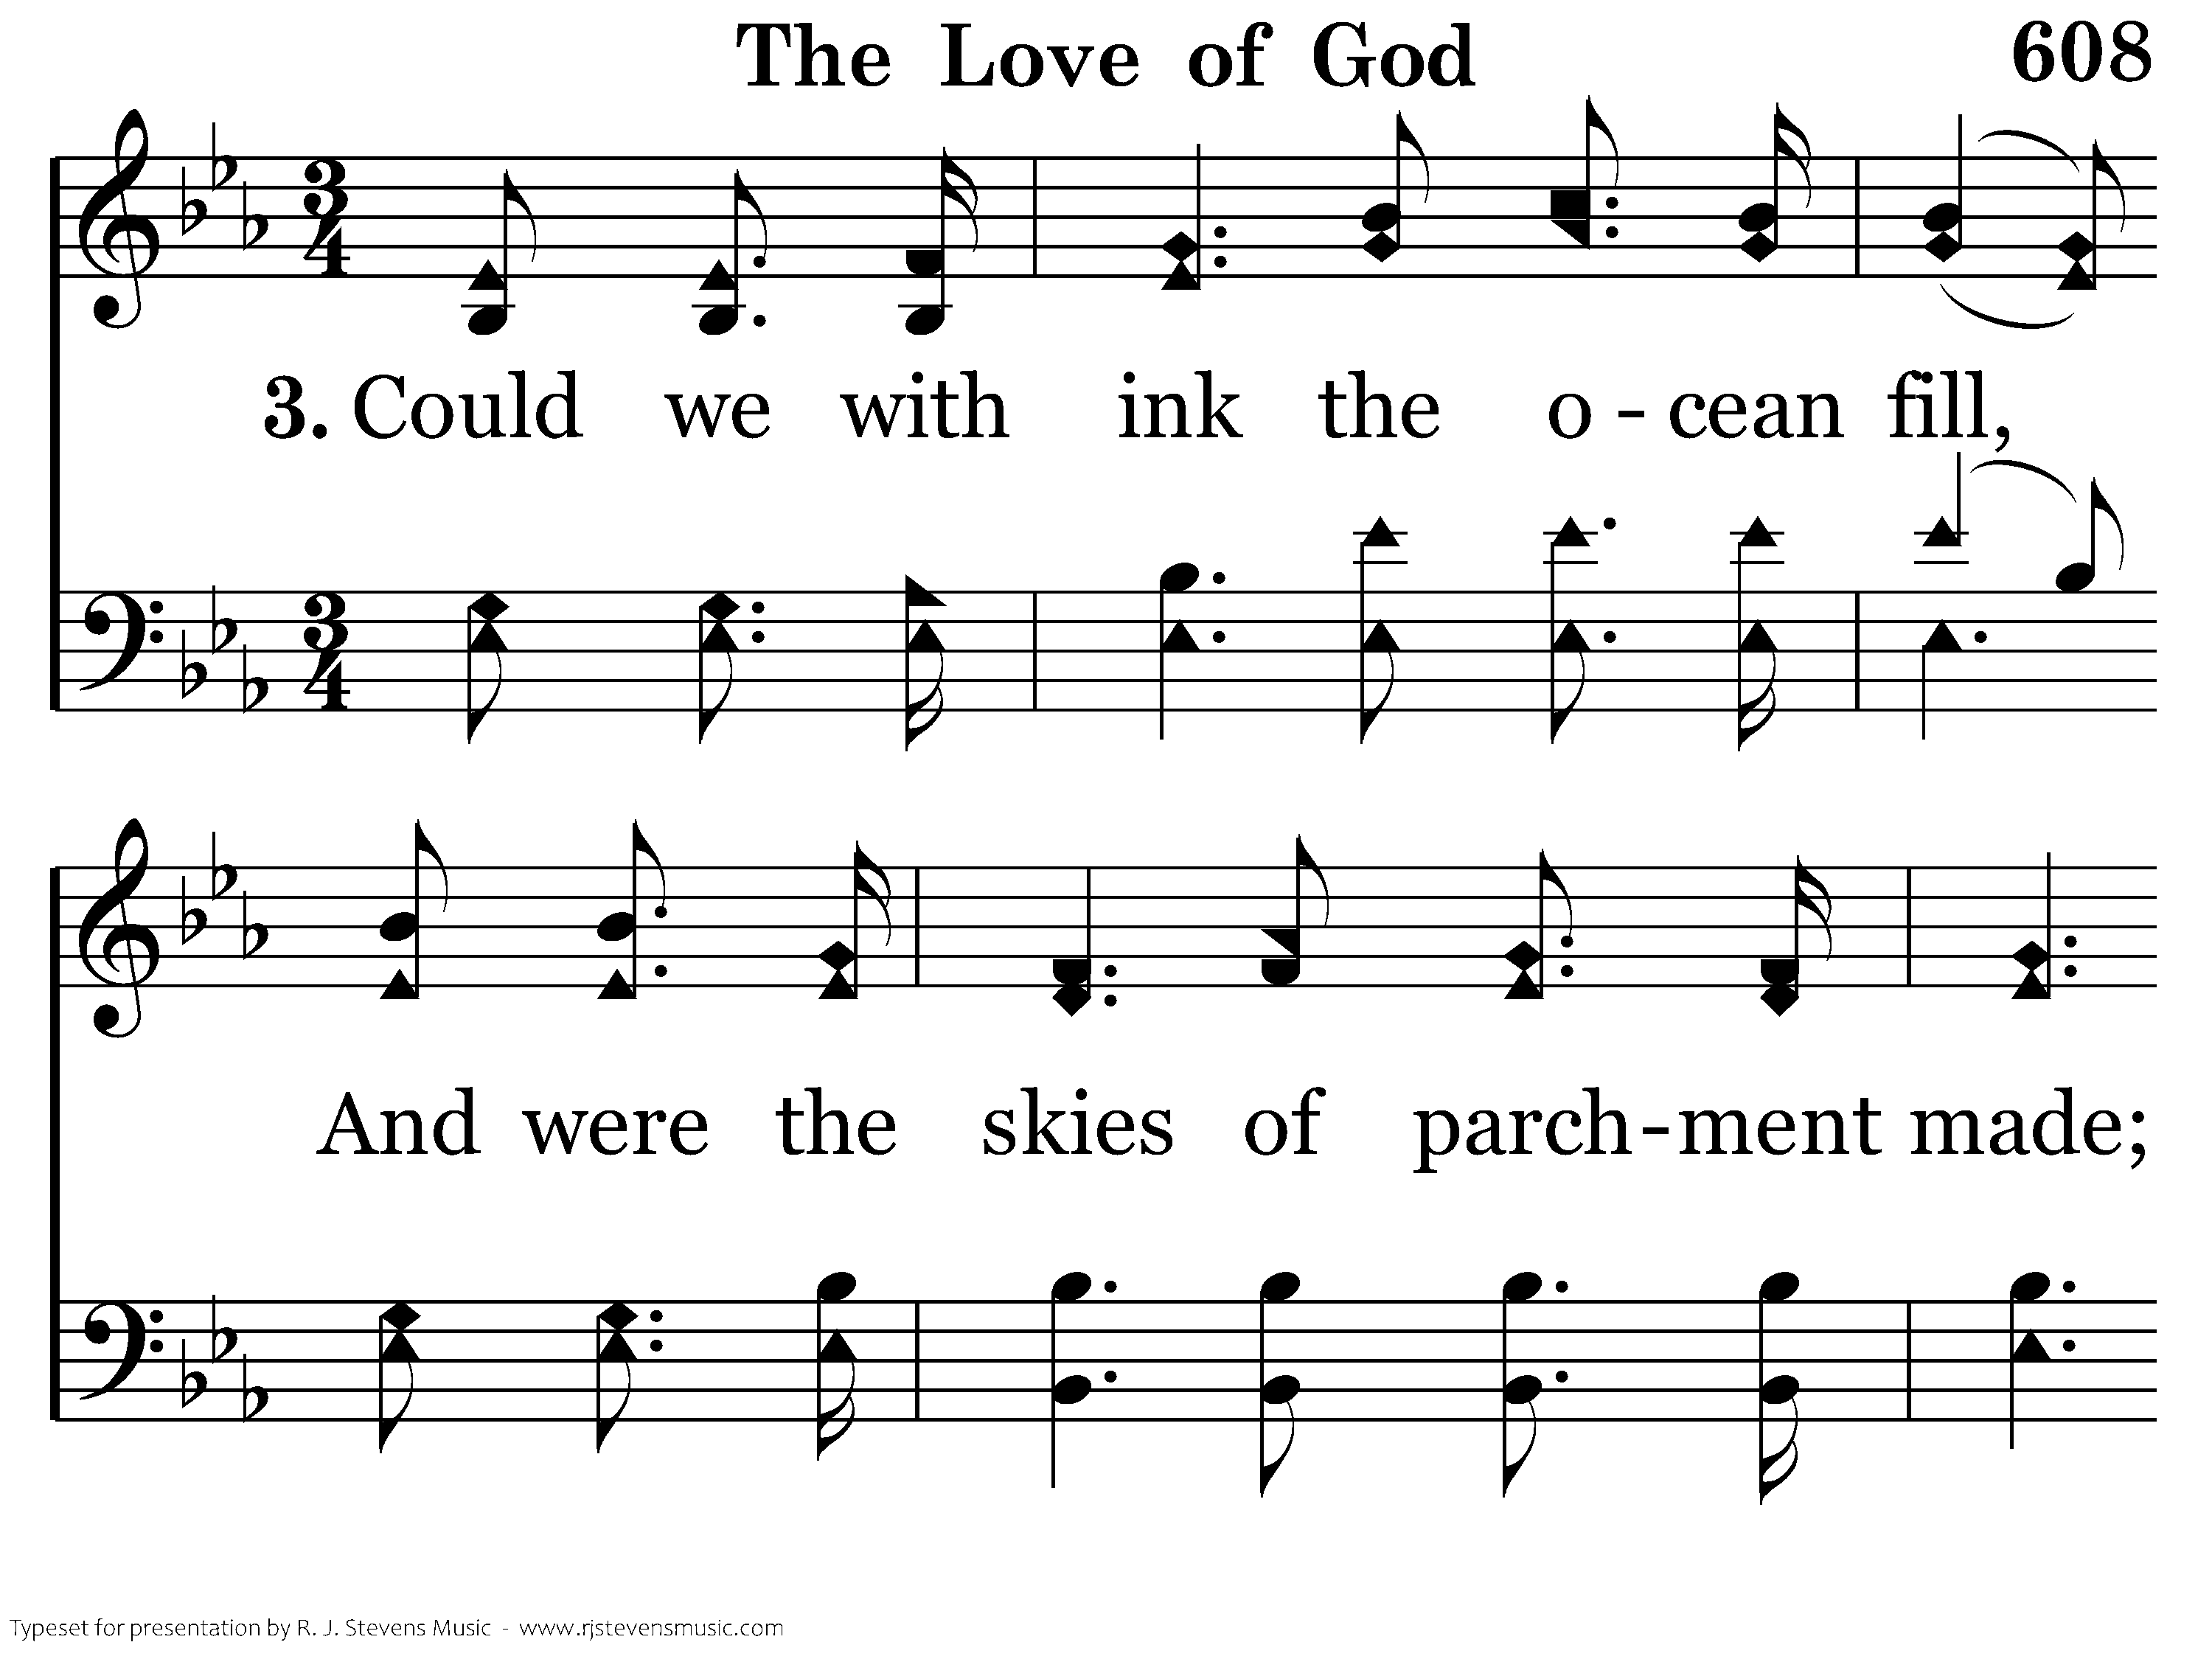 The Love of God 608
3. Could we with ink the o - cean fill,
And were the skies of parch - ment made;
Typeset for presentation by R. J. Stevens Music - www.rjstevensmusic.com